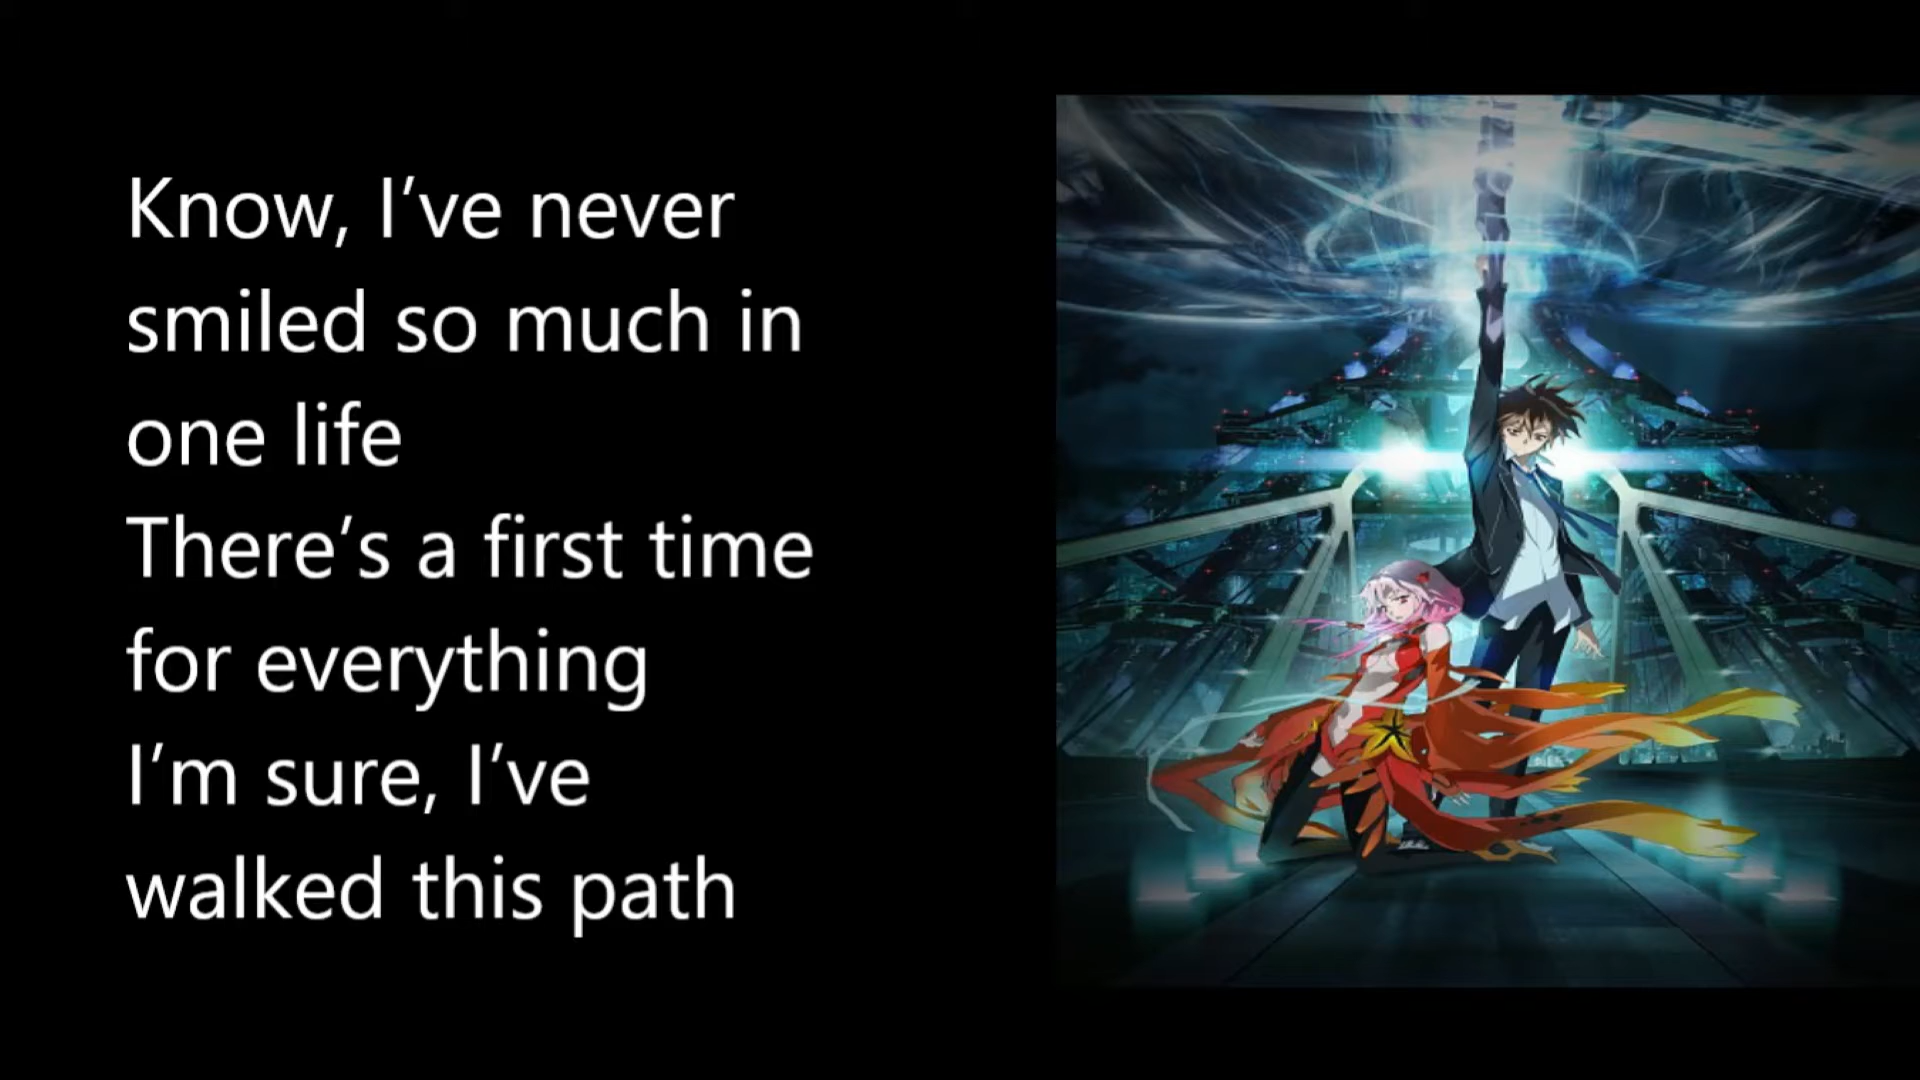 Know, I’ve never
smiled so much in
one life
There’s a first time
for everything
I’m sure, I’ve
walked this path